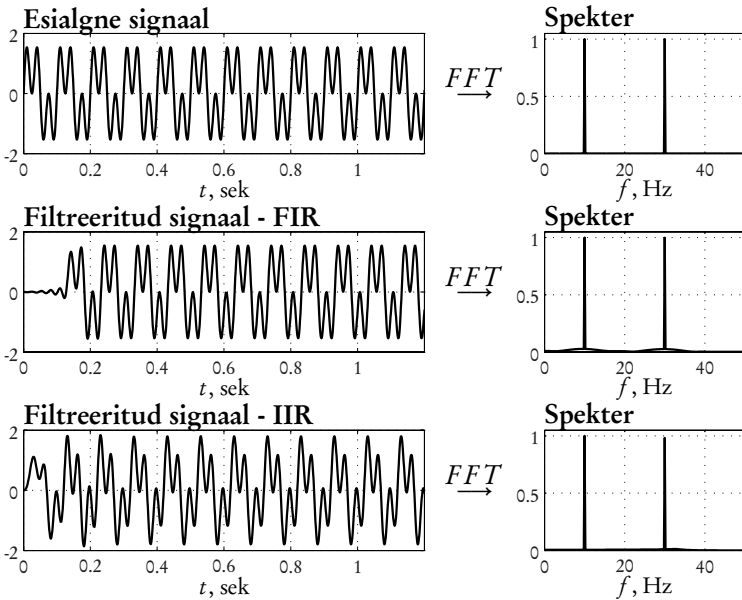 Esialgne signaal
2
0
-2
0 0.2 0.4 0.6 0.8 1
t, sek
FFT
→
Spekter
1
0.5
0
0 20 40
f, Hz
Filtreeritud signaal - FIR
2
0
-2
0 0.2 0.4 0.6 0.8 1
t, sek
FFT
→
Spekter
1
0.5
0
0 20 40
f, Hz
Filtreeritud signaal - IIR
2
0
-2
0 0.2 0.4 0.6 0.8 1
t, sek
FFT
→
Spekter
1
0.5
0
0 20 40
f, Hz